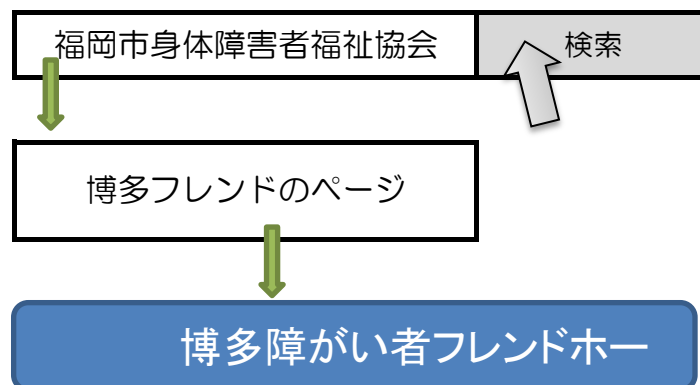 福岡市身体障害者福祉協会 検索
博多フレンドのページ
博多障がい者フレンドホー